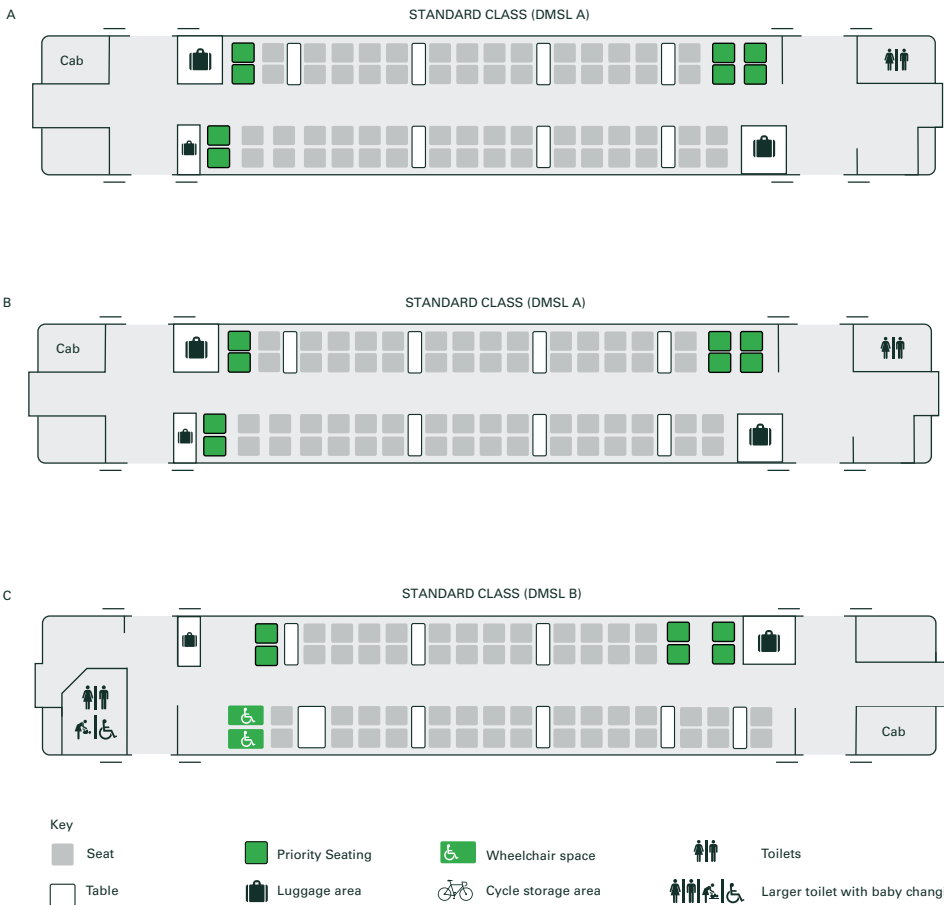 A
STANDARD CLASS (DMSL A)
Cab
B
STANDARD CLASS (DMSL A)
Cab
C
STANDARD CLASS (DMSL B)
Cab
Key
Seat
Priority Seating
Wheelchair space
Toilets
Table
Luggage area
Cycle storage area
Larger toilet with baby chang